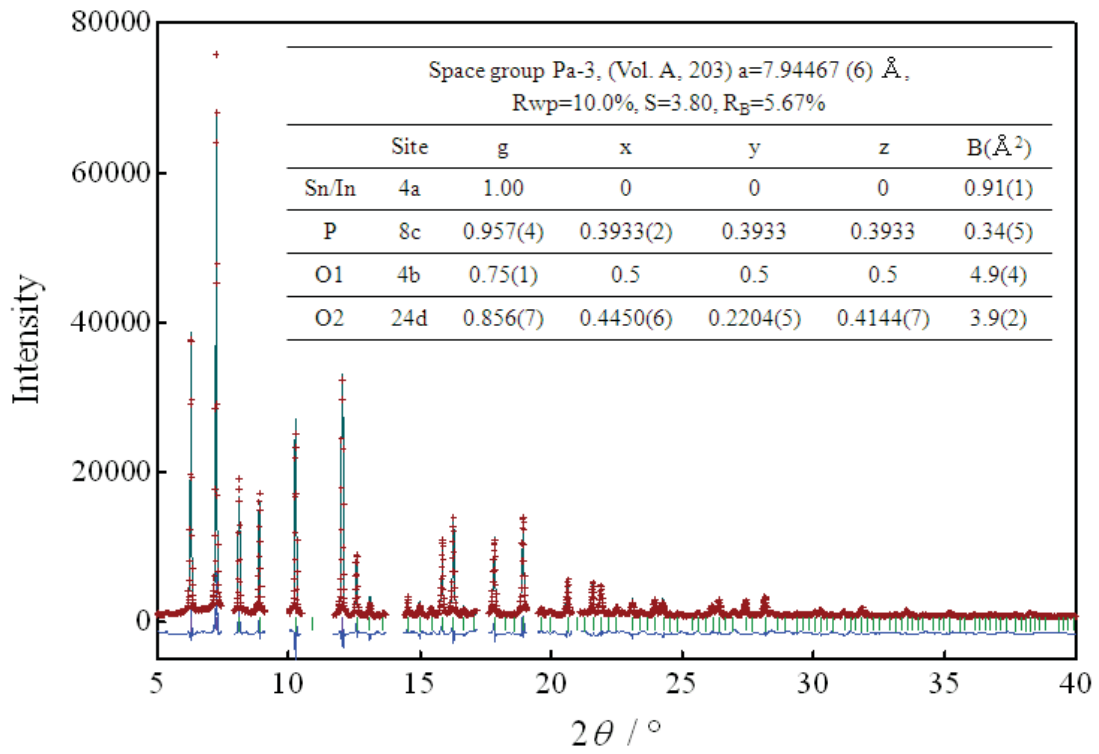 80000
60000
40000
20000
0
Intensity
Space group Pa-3, (Vol. A, 203) a=7.94467 (6) Å,
Rwp=10.0%, S=3.80, R_B=5.67%
Site g x y z B(Å²)
Sn/In 4a 1.00 0 0 0 0.91(1)
P 8c 0.957(4) 0.3933(2) 0.3933 0.3933 0.34(5)
O1 4b 0.75(1) 0.5 0.5 0.5 4.9(4)
O2 24d 0.856(7) 0.4450(6) 0.2204(5) 0.4144(7) 3.9(2)
5 10 15 20 25 30 35 40
2θ / °